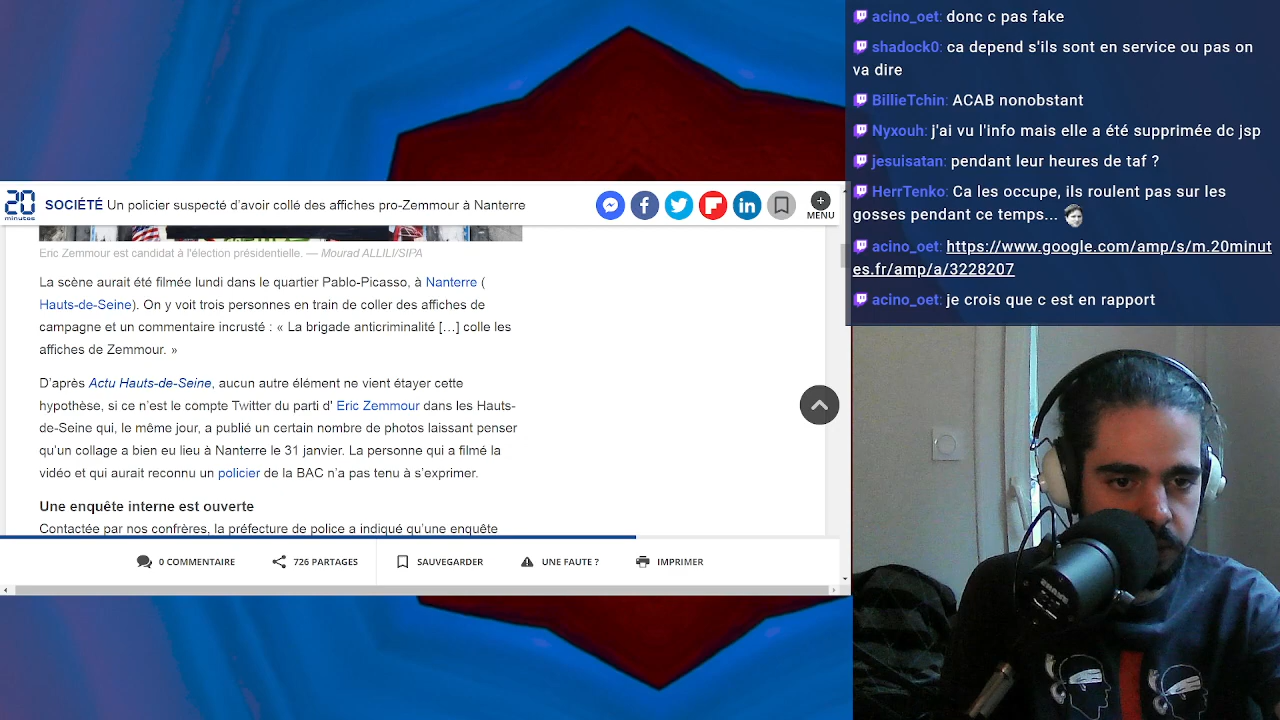 20
minutes
SOCIÉTÉ Un policier suspecté d'avoir collé des affiches pro-Zemmour à Nanterre
+
MENU
Eric Zemmour est candidat à l'élection présidentielle. — Mourad ALLILI/SIPA
La scène aurait été filmée lundi dans le quartier Pablo-Picasso, à Nanterre (
Hauts-de-Seine). On y voit trois personnes en train de coller des affiches de
campagne et un commentaire incrusté : « La brigade anticriminalité […] colle les
affiches de Zemmour. »
D'après Actu Hauts-de-Seine, aucun autre élément ne vient étayer cette
hypothèse, si ce n'est le compte Twitter du parti d' Eric Zemmour dans les Hauts-
de-Seine qui, le même jour, a publié un certain nombre de photos laissant penser
qu'un collage a bien eu lieu à Nanterre le 31 janvier. La personne qui a filmé la
vidéo et qui aurait reconnu un policier de la BAC n'a pas tenu à s'exprimer.
Une enquête interne est ouverte
Contactée par nos confrères, la préfecture de police a indiqué qu'une enquête
0 COMMENTAIRE
726 PARTAGES
SAUVEGARDER
UNE FAUTE ?
IMPRIMER
acino_oet: donc c pas fake
shadock0: ca depend s'ils sont en service ou pas on
va dire
BillieTchin: ACAB nonobstant
Nyxouh: j'ai vu l'info mais elle a été supprimée dc jsp
jesuisatan: pendant leur heures de taf ?
HerrTenko: Ca les occupe, ils roulent pas sur les
gosses pendant ce temps...
acino_oet: https://www.google.com/amp/s/m.20minut
es.fr/amp/a/3228207
acino_oet: je crois que c est en rapport
SHURE